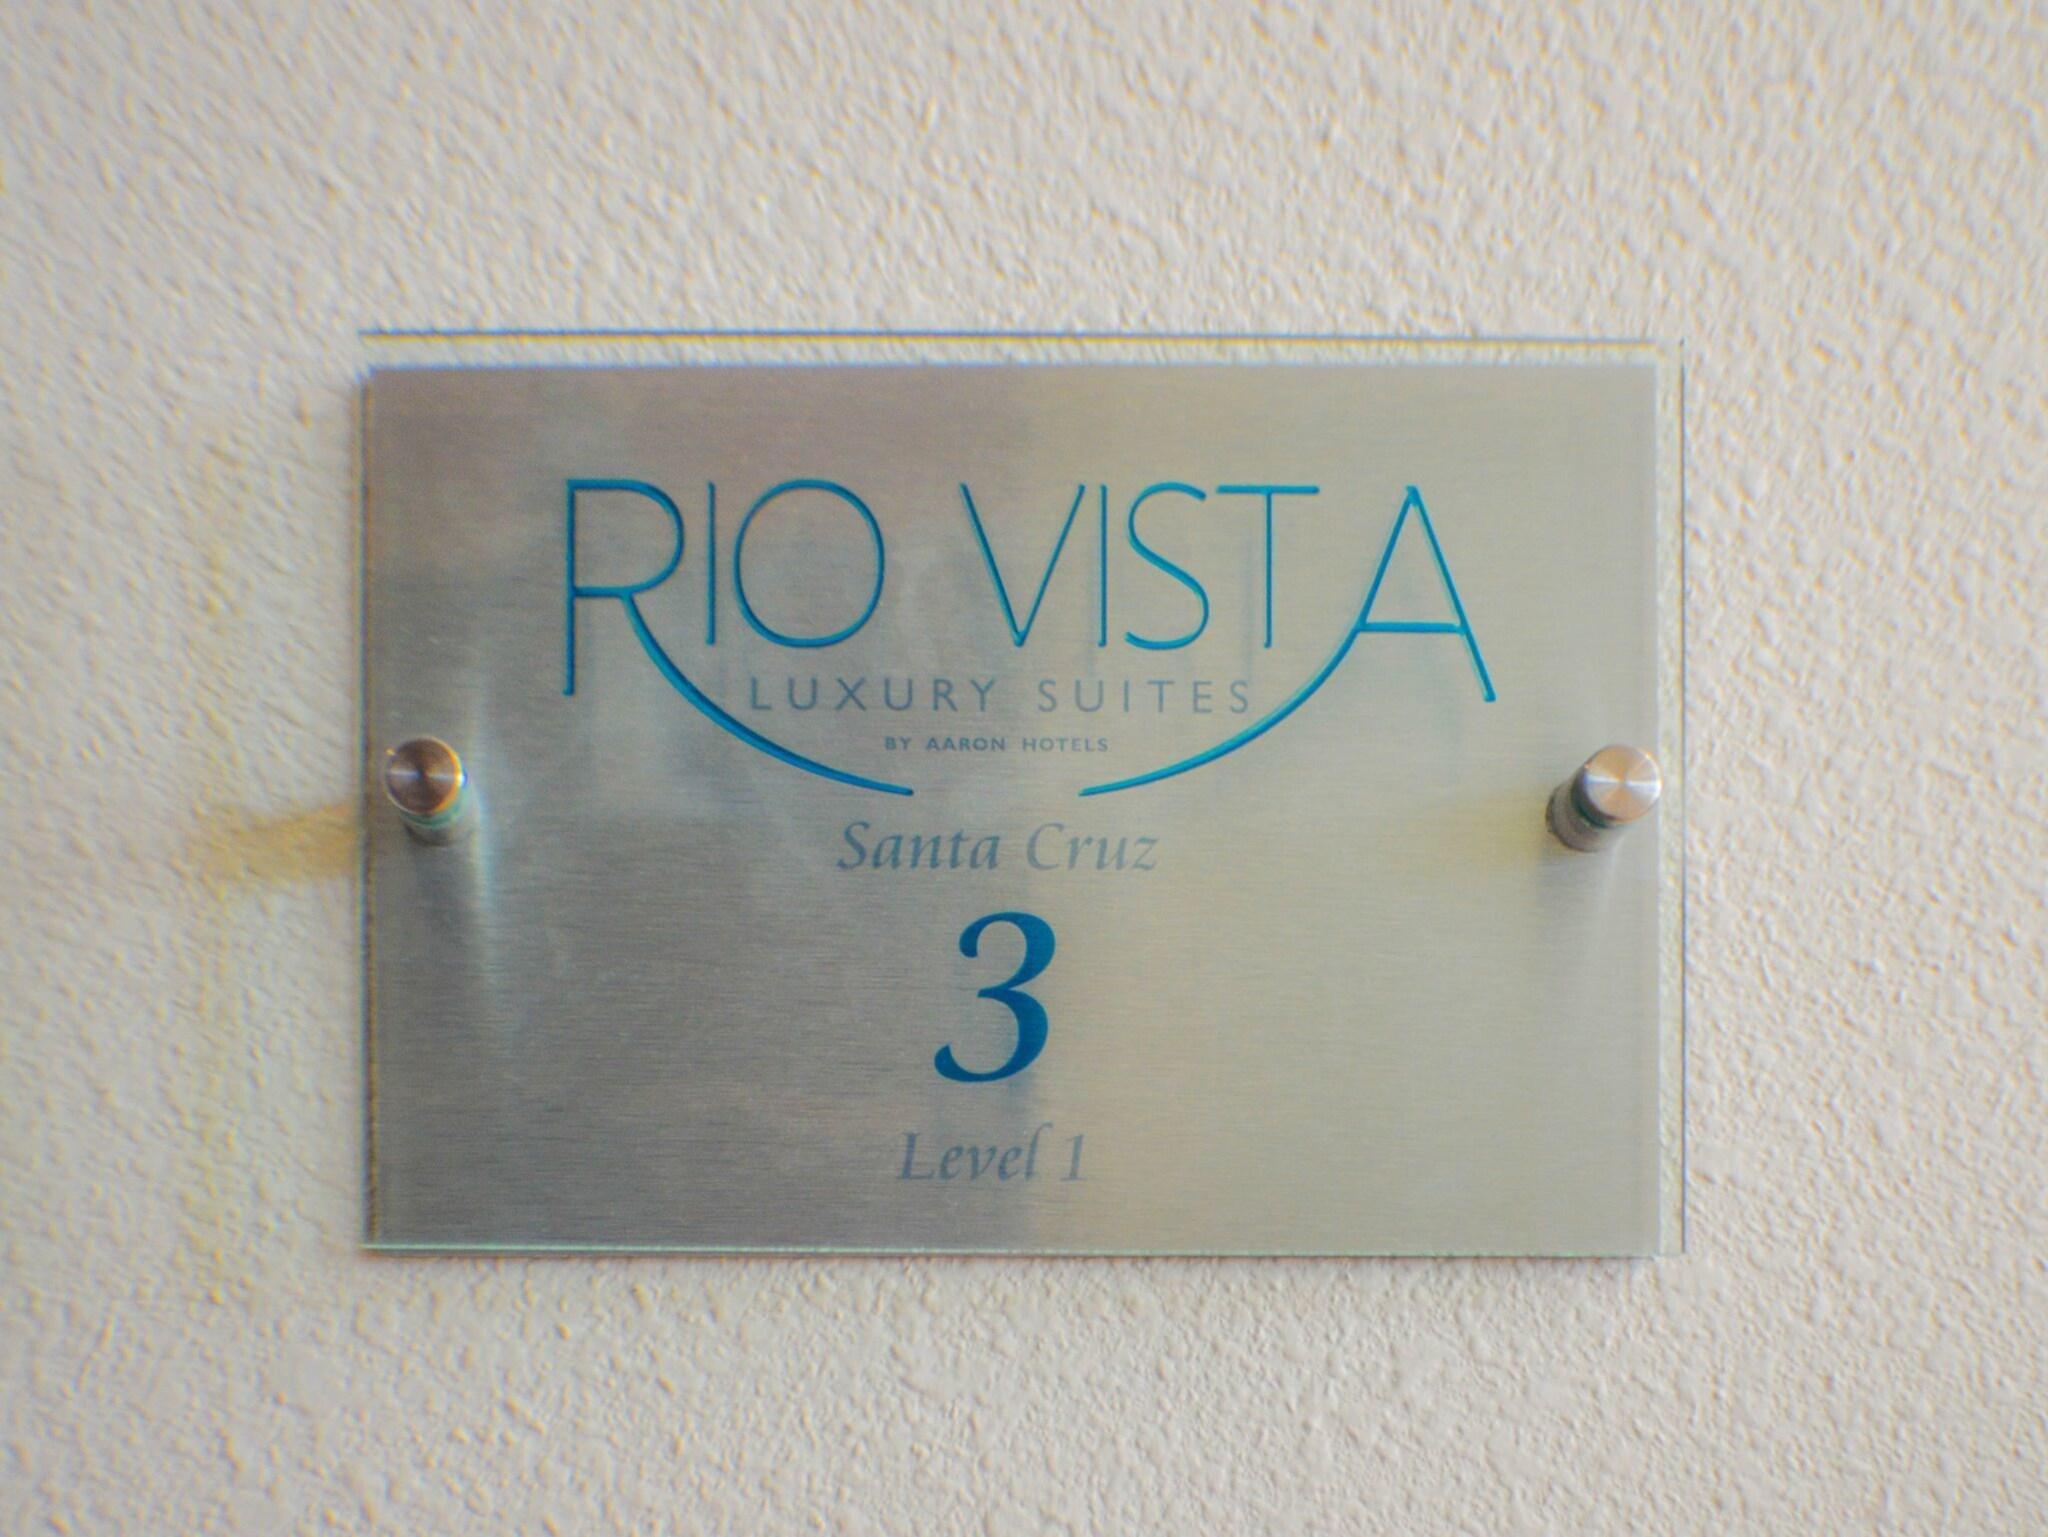 RIO VISTA
LUXURY SUITES
BY AARON HOTELS
Santa Cruz
3
Level 1